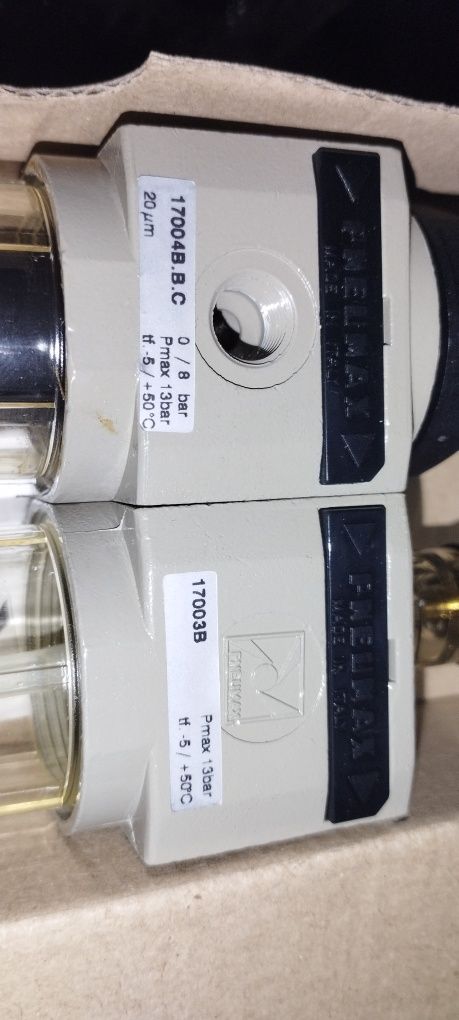 PNEUMAX
MADE IN ITALY
17004B.B.C
0 / 8 bar
20 µm
Pmax 13bar
tf. -5 / +50°C
PNEUMAX
MADE IN ITALY
17003B
PNEUMAX
Pmax 13bar
tf. -5 / +50°C